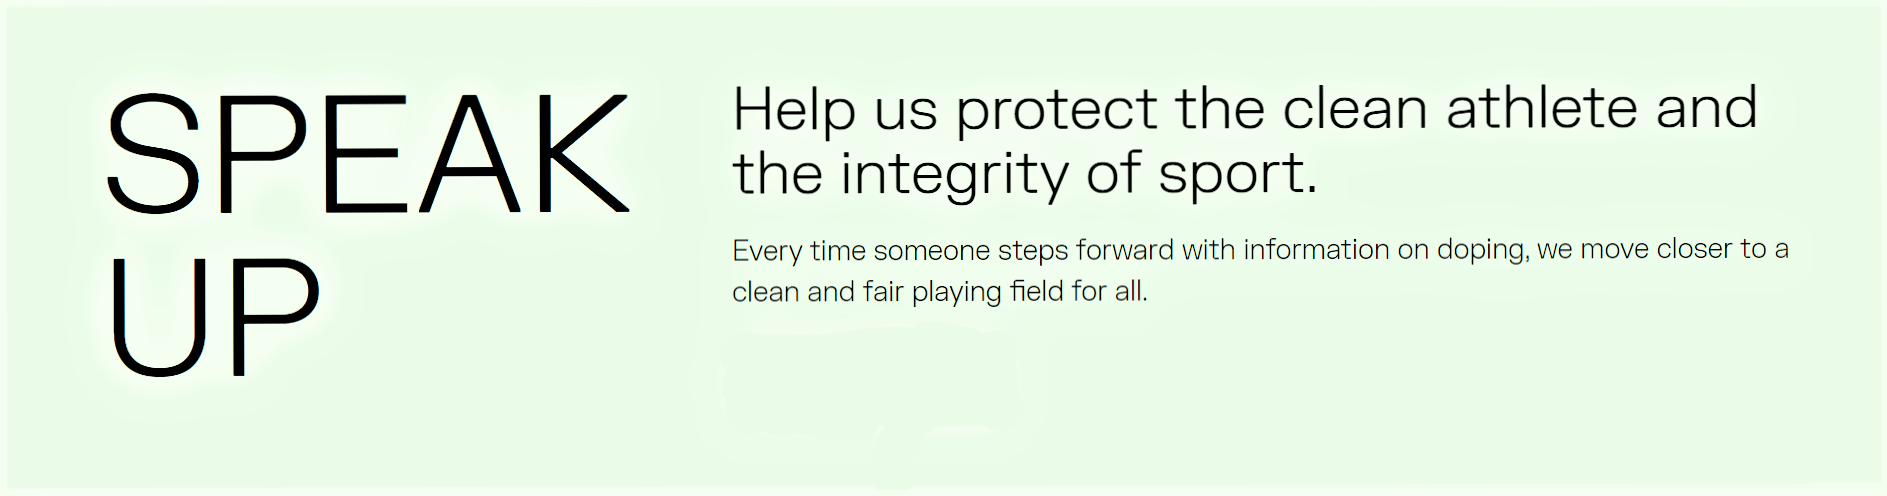 SPEAK
UP
Help us protect the clean athlete and
the integrity of sport.
Every time someone steps forward with information on doping, we move closer to a
clean and fair playing field for all.